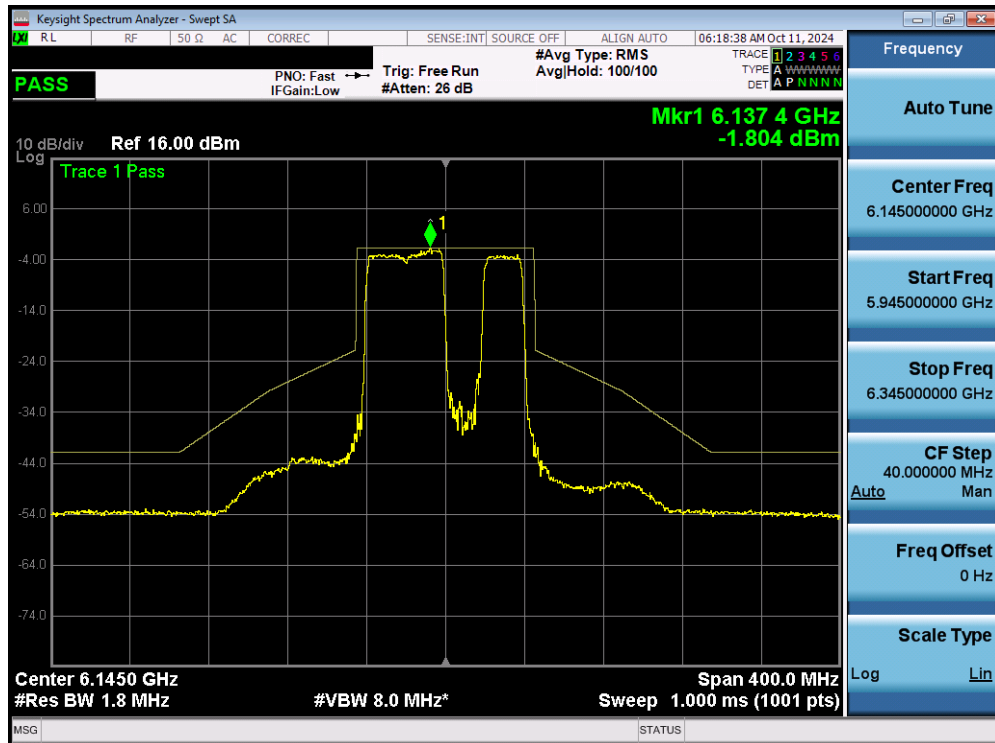 Keysight Spectrum Analyzer - Swept SA
LXI RL RF 50 Ω AC CORREC SENSE:INT SOURCE OFF ALIGN AUTO 06:18:38 AM Oct 11, 2024
PASS
PNO: Fast
IFGain:Low
Trig: Free Run
#Atten: 26 dB
#Avg Type: RMS
Avg|Hold: 100/100
TRACE 1 2 3 4 5 6
TYPE A WWWWW
DET A P N N N N
Mkr1 6.137 4 GHz
-1.804 dBm
10 dB/div Ref 16.00 dBm
Log
Trace 1 Pass
1
6.00
-4.00
-14.0
-24.0
-34.0
-44.0
-54.0
-64.0
-74.0
Center 6.1450 GHz Span 400.0 MHz
#Res BW 1.8 MHz #VBW 8.0 MHz* Sweep 1.000 ms (1001 pts)
MSG STATUS
Frequency
Auto Tune
Center Freq
6.145000000 GHz
Start Freq
5.945000000 GHz
Stop Freq
6.345000000 GHz
CF Step
40.000000 MHz
Auto Man
Freq Offset
0 Hz
Scale Type
Log Lin